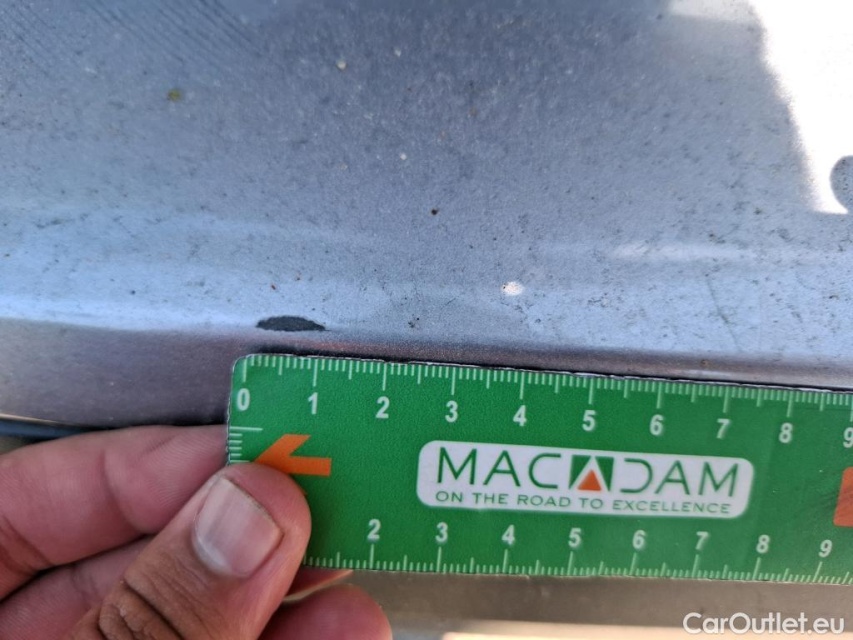 0 1 2 3 4 5 6 7 8 9
MACADAM
ON THE ROAD TO EXCELLENCE
2 3 4 5 6 7 8 9
CarOutlet.eu